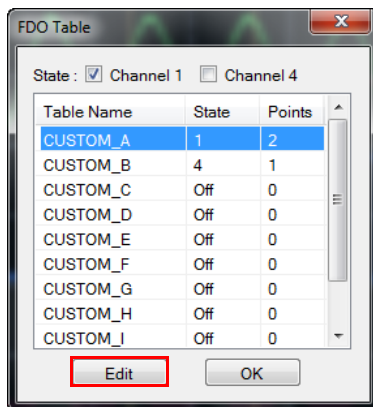 FDO Table
State : Channel 1 Channel 4
Table Name State Points
CUSTOM_A 1 2
CUSTOM_B 4 1
CUSTOM_C Off 0
CUSTOM_D Off 0
CUSTOM_E Off 0
CUSTOM_F Off 0
CUSTOM_G Off 0
CUSTOM_H Off 0
CUSTOM_I Off 0
Edit OK